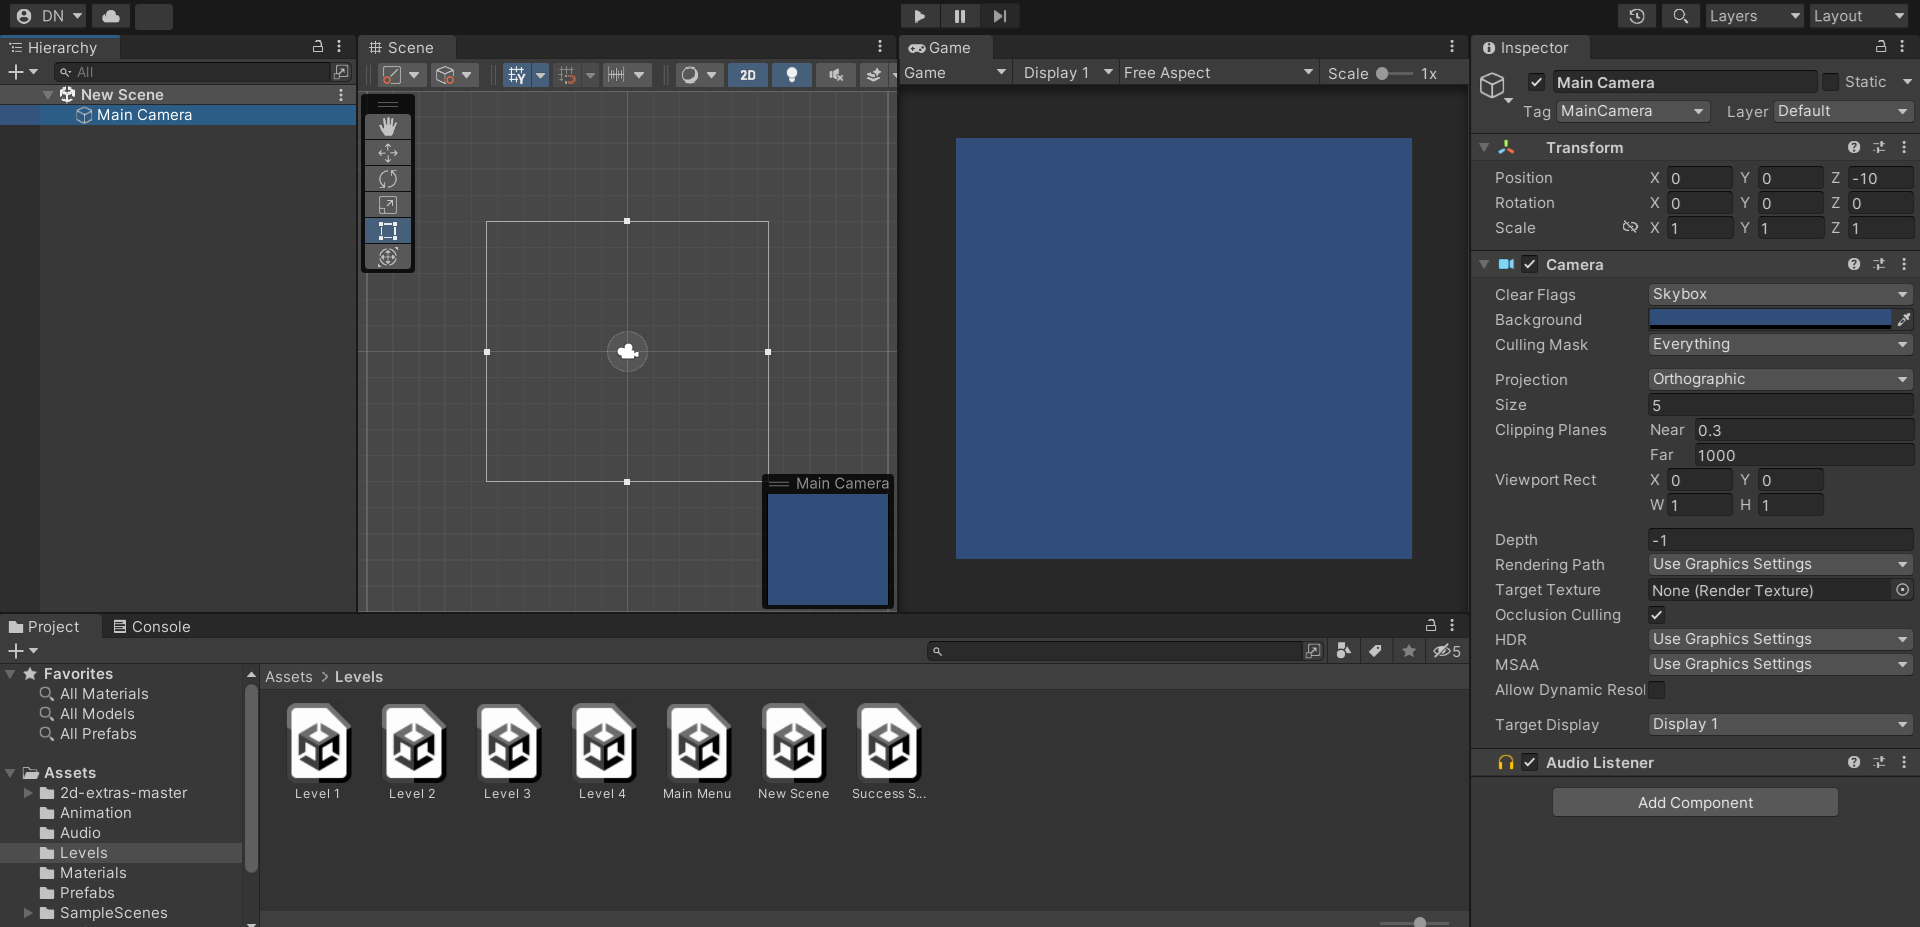 DN
Layers
Layout
Hierarchy
All
New Scene
Main Camera
Scene
2D
Main Camera
Game
Game
Display 1
Free Aspect
Scale
1x
Inspector
Main Camera
Static
Tag
MainCamera
Layer
Default
Transform
Position X 0 Y 0 Z -10
Rotation X 0 Y 0 Z 0
Scale X 1 Y 1 Z 1
Camera
Clear Flags Skybox
Background
Culling Mask Everything
Projection Orthographic
Size 5
Clipping Planes Near 0.3
Far 1000
Viewport Rect X 0 Y 0
W 1 H 1
Depth -1
Rendering Path Use Graphics Settings
Target Texture None (Render Texture)
Occlusion Culling
HDR Use Graphics Settings
MSAA Use Graphics Settings
Allow Dynamic Resol
Target Display Display 1
Audio Listener
Add Component
Project
Console
5
Favorites
All Materials
All Models
All Prefabs
Assets
2d-extras-master
Animation
Audio
Levels
Materials
Prefabs
SampleScenes
Assets > Levels
Level 1
Level 2
Level 3
Level 4
Main Menu
New Scene
Success S...